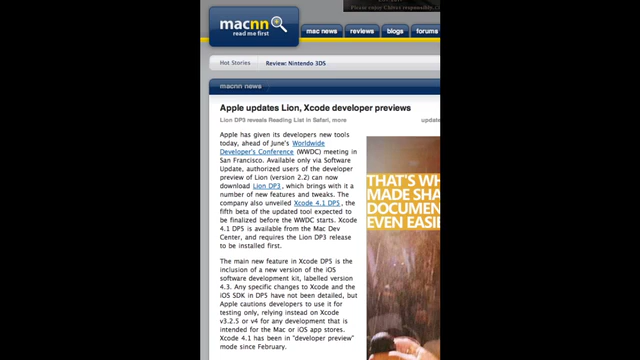 Please enjoy Chivas responsibly.
macnn
read me first
mac news
reviews
blogs
forums
Hot Stories
Review: Nintendo 3DS
macnn news
Apple updates Lion, Xcode developer previews
Lion DP3 reveals Reading List in Safari, more
Apple has given its developers new tools
today, ahead of June's Worldwide
Developer's Conference (WWDC) meeting in
San Francisco. Available only via Software
Update, authorized users of the developer
preview of Lion (version 2.2) can now
download Lion DP3, which brings with it a
number of new features and tweaks. The
company also unveiled Xcode 4.1 DP5, the
fifth beta of the updated tool expected to
be finalized before the WWDC starts. Xcode
4.1 DP5 is available from the Mac Dev
Center, and requires the Lion DP3 release
to be installed first.
The main new feature in Xcode DP5 is the
inclusion of a new version of the iOS
software development kit, labelled version
4.3. Any specific changes to Xcode and the
iOS SDK in DP5 have not been detailed, but
Apple cautions developers to use it for
testing only, relying instead on Xcode
v3.2.5 or v4 for any development that is
intended for the Mac or iOS app stores.
Xcode 4.1 has been in "developer preview"
mode since February.
updat
THAT'S WH
MADE SHA
DOCUMEN
EVEN EASIE